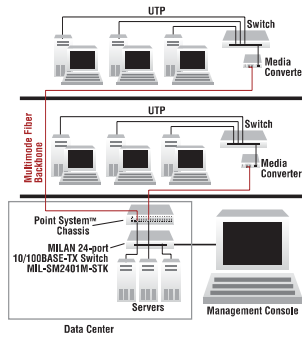 UTP
Switch
Media
Converter
UTP
Switch
Media
Converter
Multimode Fiber
Backbone
Point System™
Chassis
MILAN 24-port
10/100BASE-TX Switch
MIL-SM2401M-STK
Servers
Management Console
Data Center